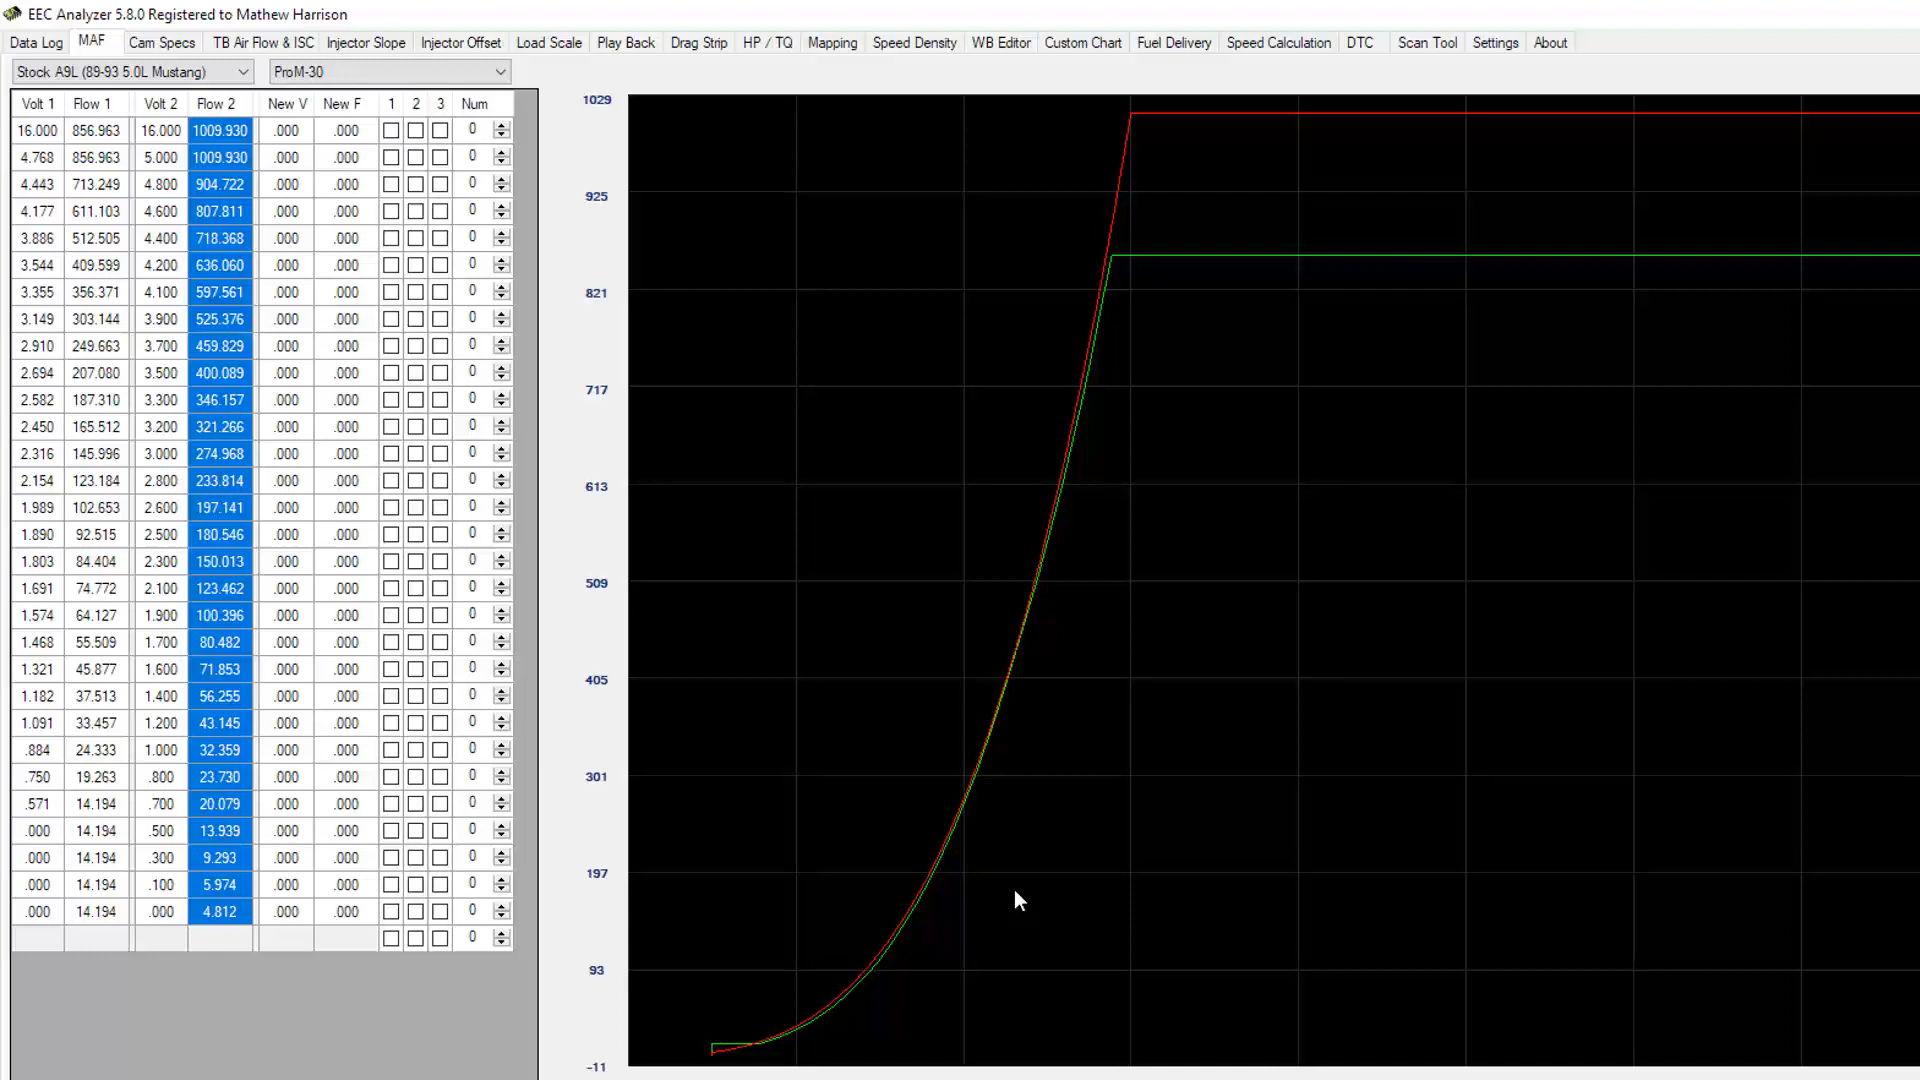 EEC Analyzer 5.8.0 Registered to Mathew Harrison
Data Log MAF Cam Specs TB Air Flow & ISC Injector Slope Injector Offset Load Scale Play Back Drag Strip HP / TQ Mapping Speed Density WB Editor Custom Chart Fuel Delivery Speed Calculation DTC Scan Tool Settings About
Stock A9L (89-93 5.0L Mustang) ProM-30
Volt 1 Flow 1 Volt 2 Flow 2 New V New F 1 2 3 Num
16.000 856.963 16.000 1009.930 .000 .000 0
4.768 856.963 5.000 1009.930 .000 .000 0
4.443 713.249 4.800 904.722 .000 .000 0
4.177 611.103 4.600 807.811 .000 .000 0
3.886 512.505 4.400 718.368 .000 .000 0
3.544 409.599 4.200 636.060 .000 .000 0
3.355 356.371 4.100 597.561 .000 .000 0
3.149 303.144 3.900 525.376 .000 .000 0
2.910 249.663 3.700 459.829 .000 .000 0
2.694 207.080 3.500 400.089 .000 .000 0
2.582 187.310 3.300 346.157 .000 .000 0
2.450 165.512 3.200 321.266 .000 .000 0
2.316 145.996 3.000 274.968 .000 .000 0
2.154 123.184 2.800 233.814 .000 .000 0
1.989 102.653 2.600 197.141 .000 .000 0
1.890 92.515 2.500 180.546 .000 .000 0
1.803 84.404 2.300 150.013 .000 .000 0
1.691 74.772 2.100 123.462 .000 .000 0
1.574 64.127 1.900 100.396 .000 .000 0
1.468 55.509 1.700 80.482 .000 .000 0
1.321 45.877 1.600 71.853 .000 .000 0
1.182 37.513 1.400 56.255 .000 .000 0
1.091 33.457 1.200 43.145 .000 .000 0
.884 24.333 1.000 32.359 .000 .000 0
.750 19.263 .800 23.730 .000 .000 0
.571 14.194 .700 20.079 .000 .000 0
.000 14.194 .500 13.939 .000 .000 0
.000 14.194 .300 9.293 .000 .000 0
.000 14.194 .100 5.974 .000 .000 0
.000 14.194 .000 4.812 .000 .000 0
0
1029
925
821
717
613
509
405
301
197
93
-11